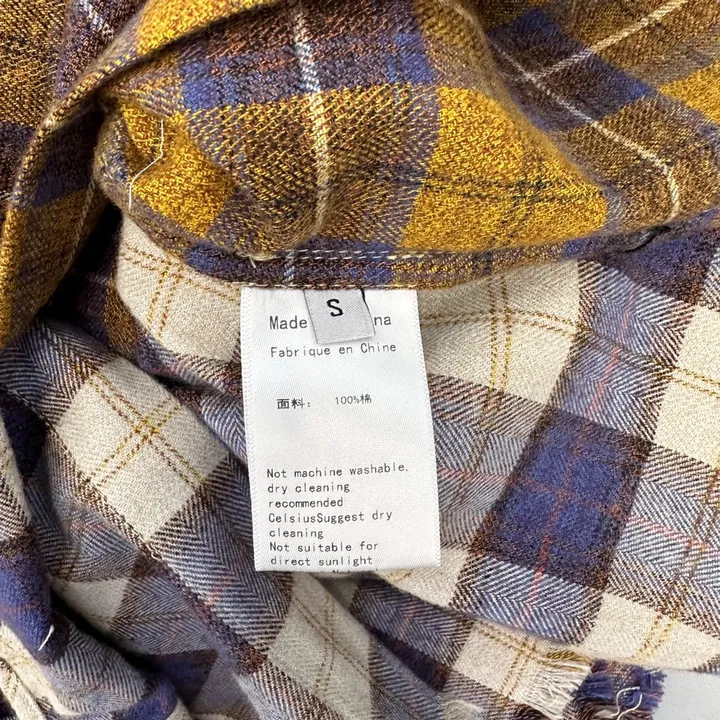 S
Made na
Fabrique en Chine
面料： 100%棉
Not machine washable.
dry cleaning
recommended
CelsiusSuggest dry
cleaning
Not suitable for
direct sunlight